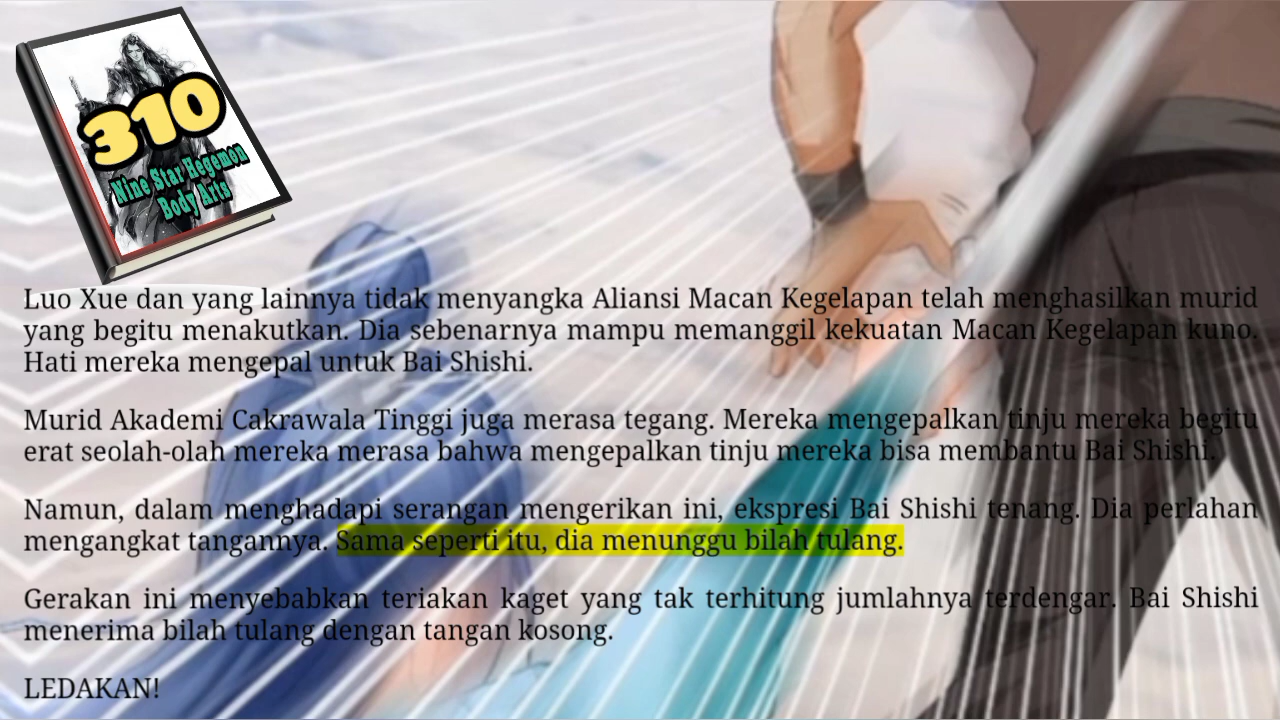 310
Nine Star Hegemon
Body Arts
Luo Xue dan yang lainnya tidak menyangka Aliansi Macan Kegelapan telah menghasilkan murid
yang begitu menakutkan. Dia sebenarnya mampu memanggil kekuatan Macan Kegelapan kuno.
Hati mereka mengepal untuk Bai Shishi.
Murid Akademi Cakrawala Tinggi juga merasa tegang. Mereka mengepalkan tinju mereka begitu
erat seolah-olah mereka merasa bahwa mengepalkan tinju mereka bisa membantu Bai Shishi.
Namun, dalam menghadapi serangan mengerikan ini, ekspresi Bai Shishi tenang. Dia perlahan
mengangkat tangannya. Sama seperti itu, dia menunggu bilah tulang.
Gerakan ini menyebabkan teriakan kaget yang tak terhitung jumlahnya terdengar. Bai Shishi
menerima bilah tulang dengan tangan kosong.
LEDAKAN!